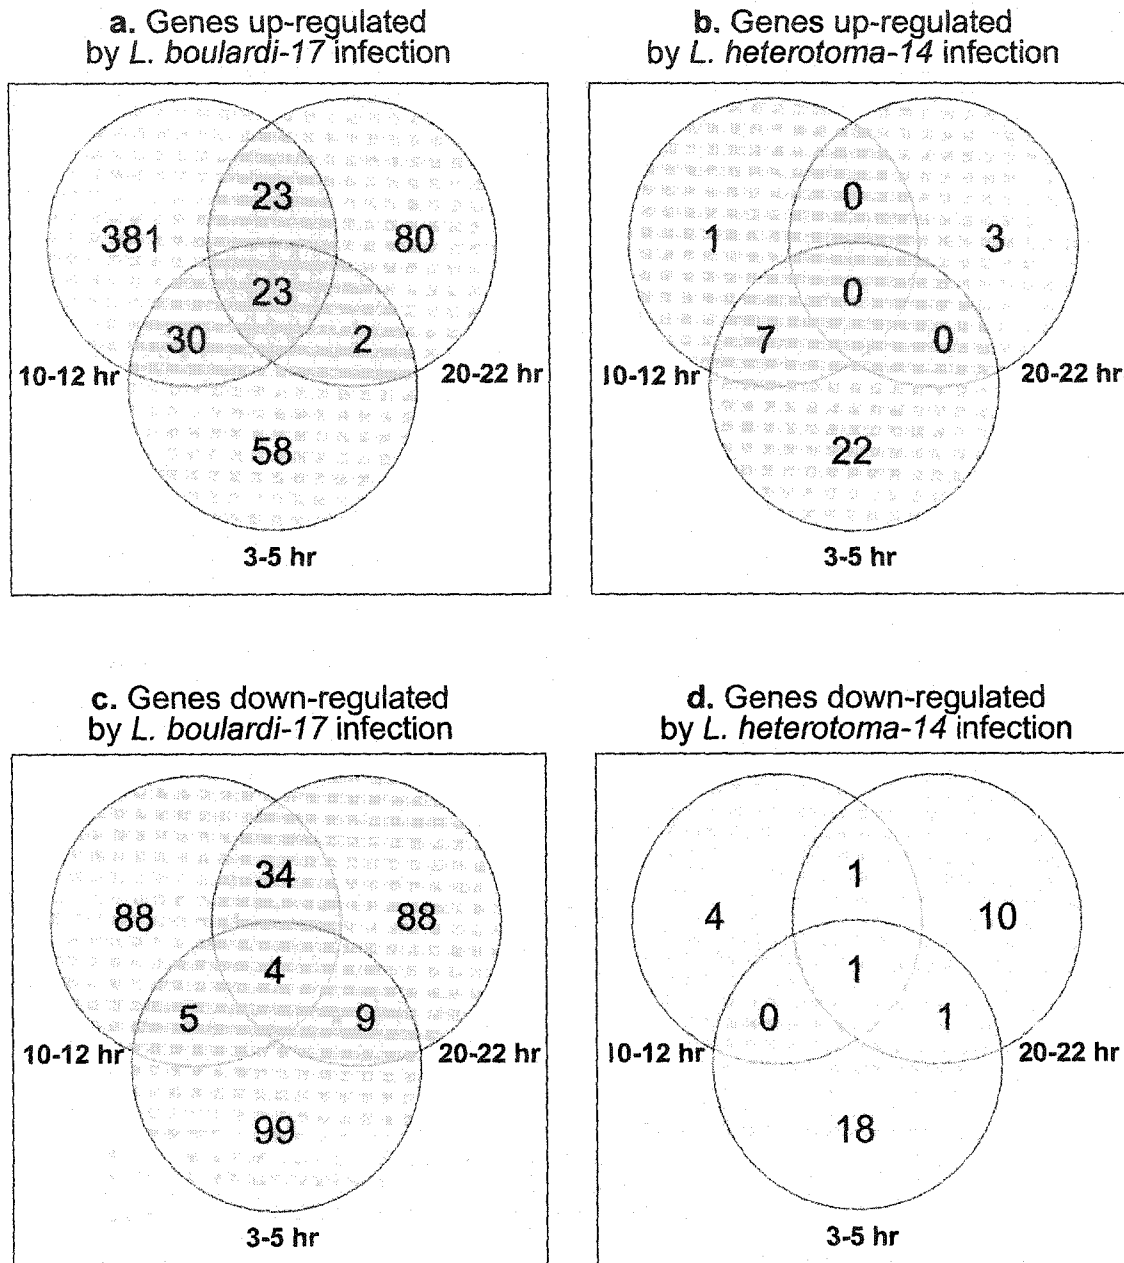 a. Genes up-regulated
by L. boulardi-17 infection
23
381
80
23
30
2
10-12 hr
20-22 hr
58
3-5 hr
b. Genes up-regulated
by L. heterotoma-14 infection
0
1
3
0
7
0
10-12 hr
20-22 hr
22
3-5 hr
c. Genes down-regulated
by L. boulardi-17 infection
34
88
88
4
5
9
10-12 hr
20-22 hr
99
3-5 hr
d. Genes down-regulated
by L. heterotoma-14 infection
1
4
10
1
0
1
10-12 hr
20-22 hr
18
3-5 hr